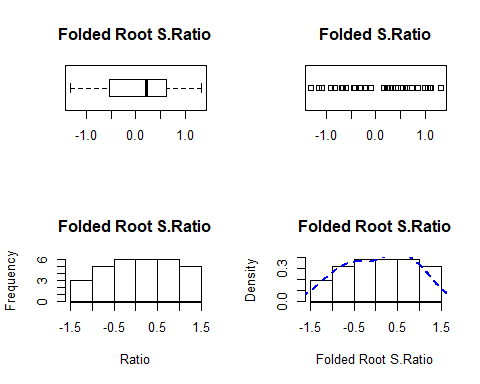 Folded Root S.Ratio
-1.0 0.0 1.0
S.Ratio
-1.0 0.0 1.0
Folded Root S.Ratio
Frequency
6
3
0
-1.5 -0.5 0.5 1.5
Ratio
Folded Root S.Ratio
Density
0.3
0.0
-1.5 -0.5 0.5 1.5
Folded Root S.Ratio